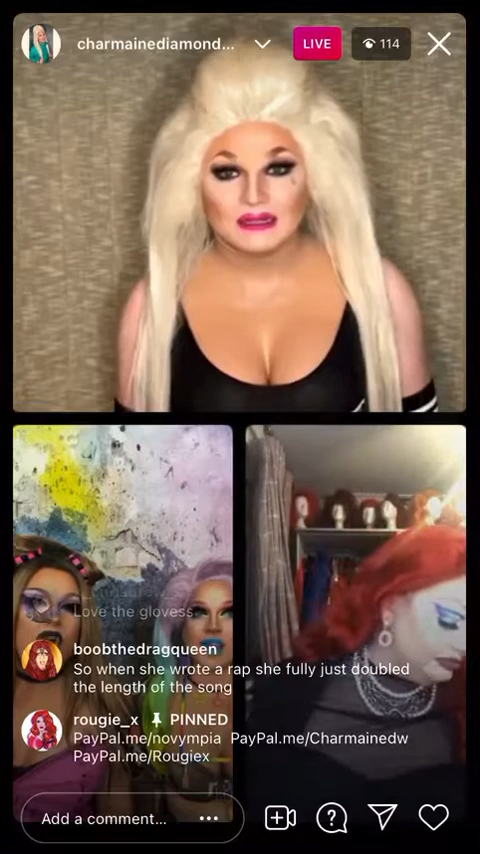 charmainediamond...
LIVE
114
Love the glovess
boobthedragqueen
So when she wrote a rap she fully just doubled
the length of the song
rougie_x PINNED
PayPal.me/novympia PayPal.me/Charmainedw
PayPal.me/Rougiex
Add a comment...